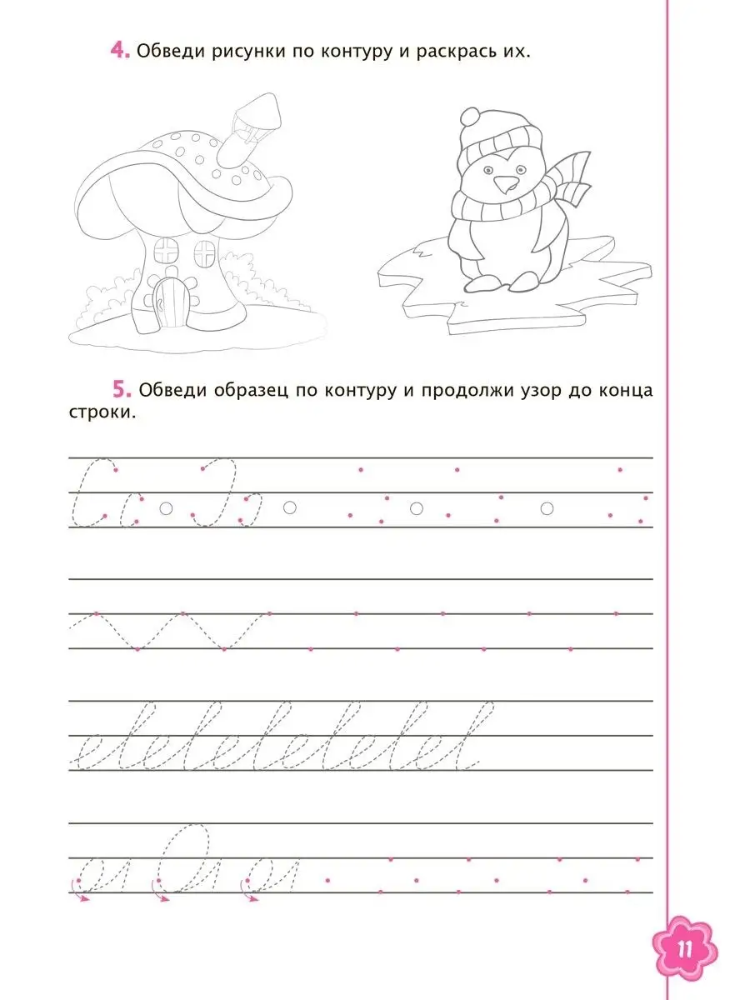 4. Обведи рисунки по контуру и раскрась их.
5. Обведи образец по контуру и продолжи узор до конца
строки.
11